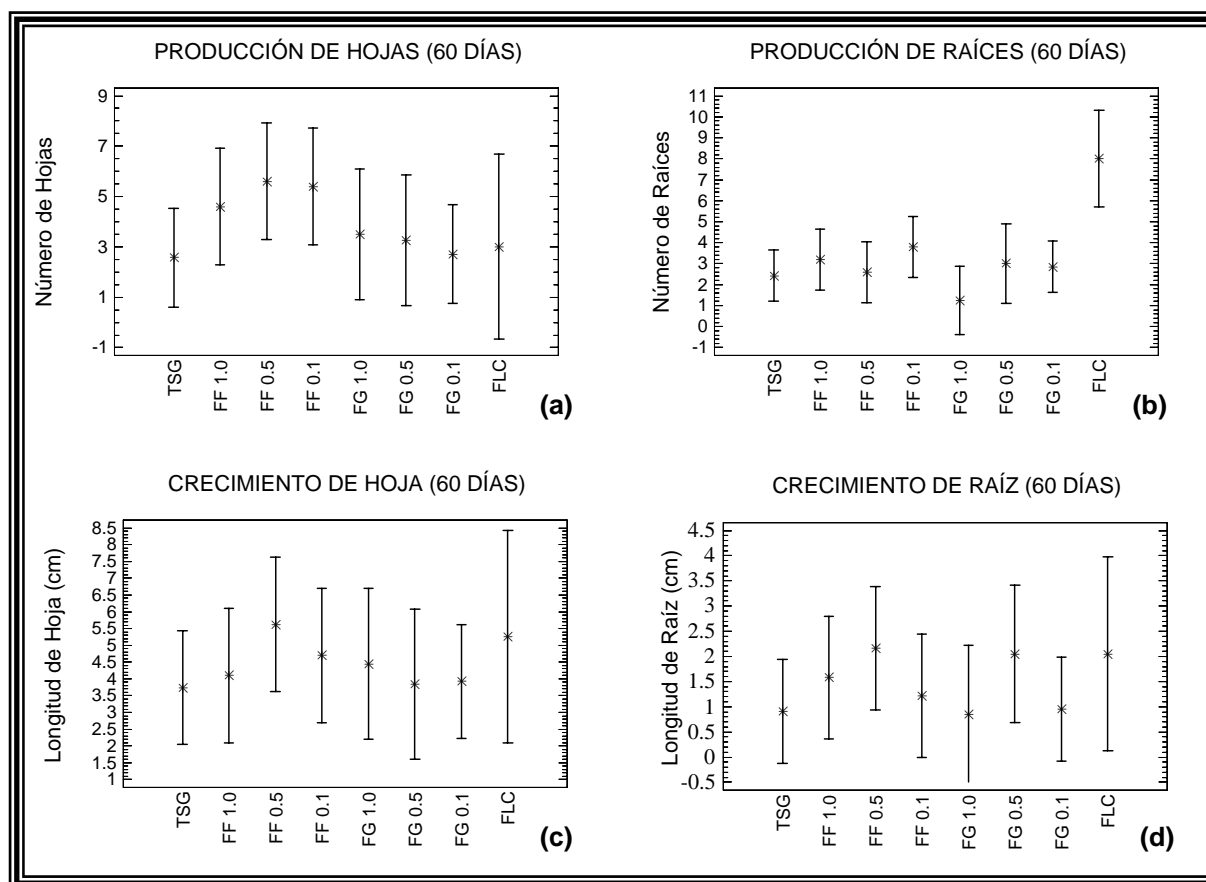 PRODUCCIÓN DE HOJAS (60 DÍAS)
Número de Hojas
9
7
5
3
1
-1
TSG
FF 1.0
FF 0.5
FF 0.1
FG 1.0
FG 0.5
FG 0.1
FLC
(a)
PRODUCCIÓN DE RAÍCES (60 DÍAS)
Número de Raíces
11
10
9
8
7
6
5
4
3
2
1
0
-1
TSG
FF 1.0
FF 0.5
FF 0.1
FG 1.0
FG 0.5
FG 0.1
FLC
(b)
CRECIMIENTO DE HOJA (60 DÍAS)
Longitud de Hoja (cm)
8.5
8
7.5
7
6.5
6
5.5
5
4.5
4
3.5
3
2.5
2
1.5
1
TSG
FF 1.0
FF 0.5
FF 0.1
FG 1.0
FG 0.5
FG 0.1
FLC
(c)
CRECIMIENTO DE RAÍZ (60 DÍAS)
Longitud de Raíz (cm)
4.5
4
3.5
3
2.5
2
1.5
1
0.5
0
-0.5
TSG
FF 1.0
FF 0.5
FF 0.1
FG 1.0
FG 0.5
FG 0.1
FLC
(d)